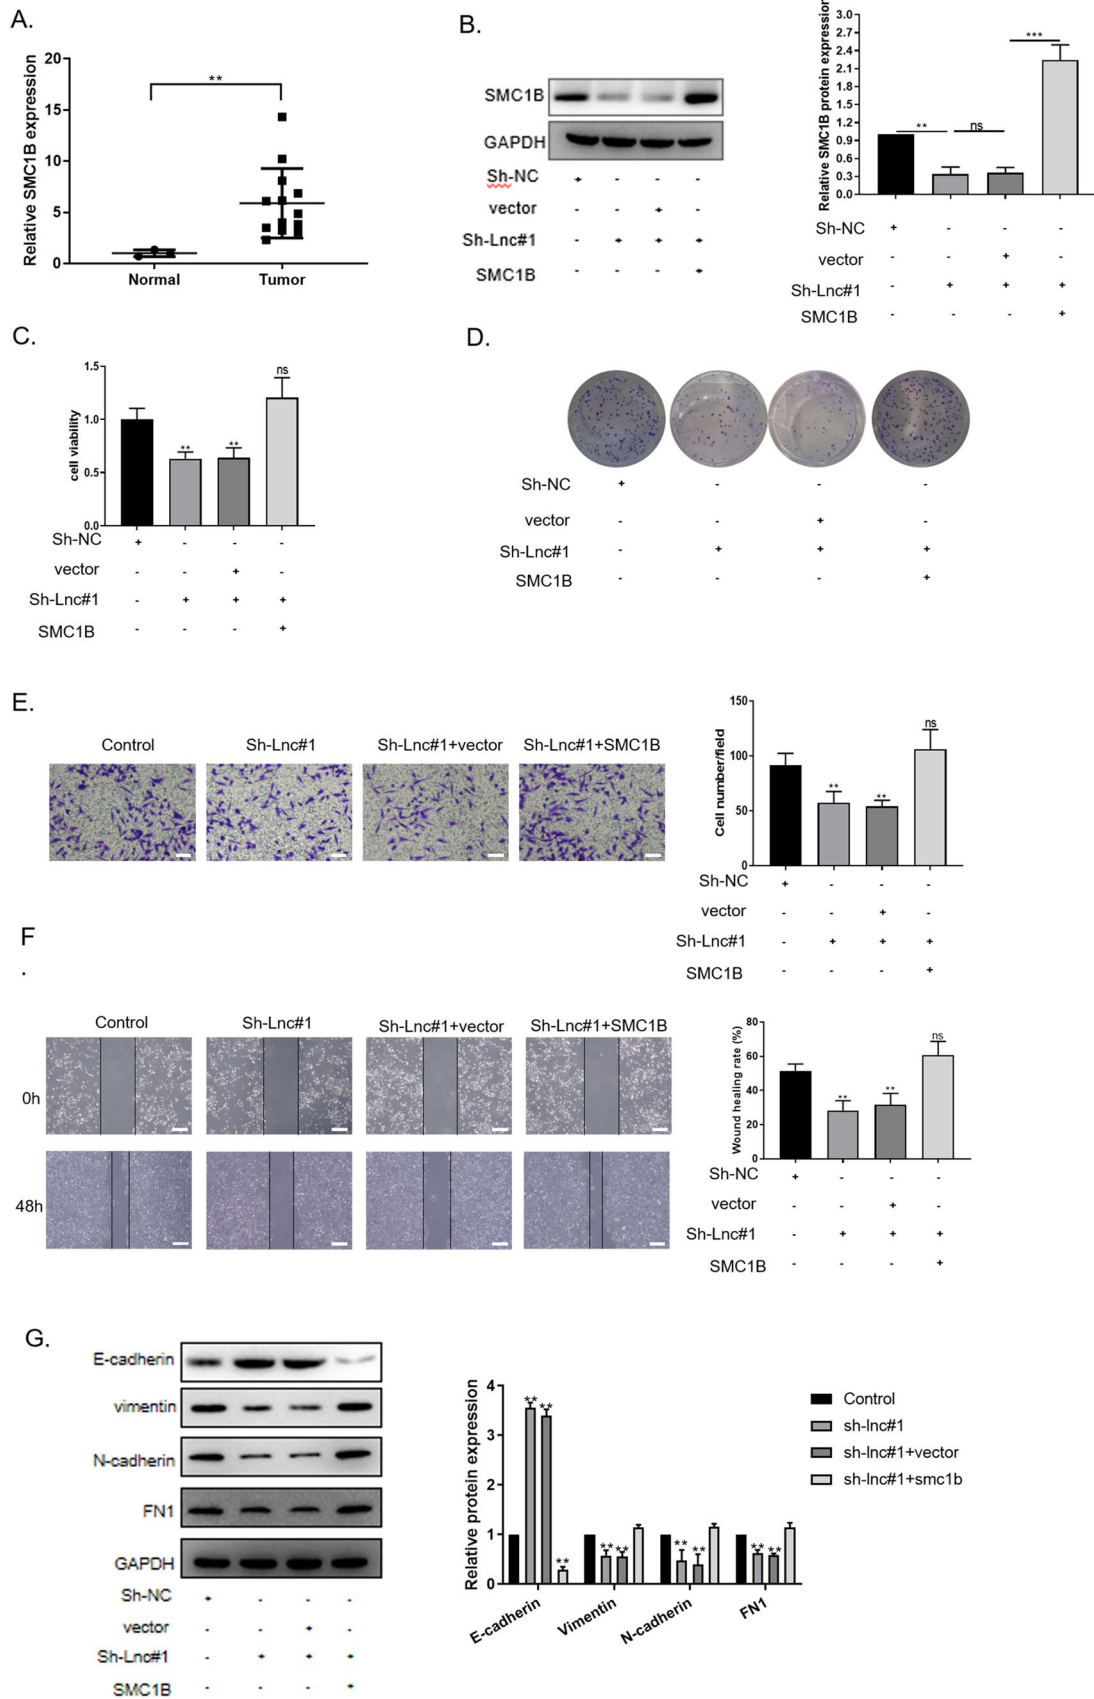 A.
Relative SMC1B expression
20
15
10
5
0
**
Normal Tumor
B.
SMC1B
GAPDH
Sh-NC + - - -
vector - - + -
Sh-Lnc#1 - + + +
SMC1B - - - +
Relative SMC1B protein expression
3.0
2.7
2.4
2.1
1.8
1.5
1.2
0.9
0.6
0.3
0.0
** ns ***
Sh-NC + - - -
vector - - + -
Sh-Lnc#1 - + + +
SMC1B - - - +
C.
cell viability
1.5
1.0
0.5
0.0
** ** ns
Sh-NC + - - -
vector - - + -
Sh-Lnc#1 - + + +
SMC1B - - - +
D.
Sh-NC + - - -
vector - - + -
Sh-Lnc#1 - + + +
SMC1B - - - +
E.
Control Sh-Lnc#1 Sh-Lnc#1+vector Sh-Lnc#1+SMC1B
Cell number/field
150
100
50
0
** ** ns
Sh-NC + - - -
vector - - + -
Sh-Lnc#1 - + + +
SMC1B - - - +
F
.
Control Sh-Lnc#1 Sh-Lnc#1+vector Sh-Lnc#1+SMC1B
0h
48h
Wound healing rate (%)
80
60
40
20
0
** ** ns
Sh-NC + - - -
vector - - + -
Sh-Lnc#1 - + + +
SMC1B - - - +
G.
E-cadherin
vimentin
N-cadherin
FN1
GAPDH
Sh-NC + - - -
vector - - + -
Sh-Lnc#1 - + + +
SMC1B - - - +
Relative protein expression
4
3
2
1
0
** ** ** ** ** ** ** ** **
E-cadherin Vimentin N-cadherin FN1
Control
sh-lnc#1
sh-lnc#1+vector
sh-lnc#1+smc1b